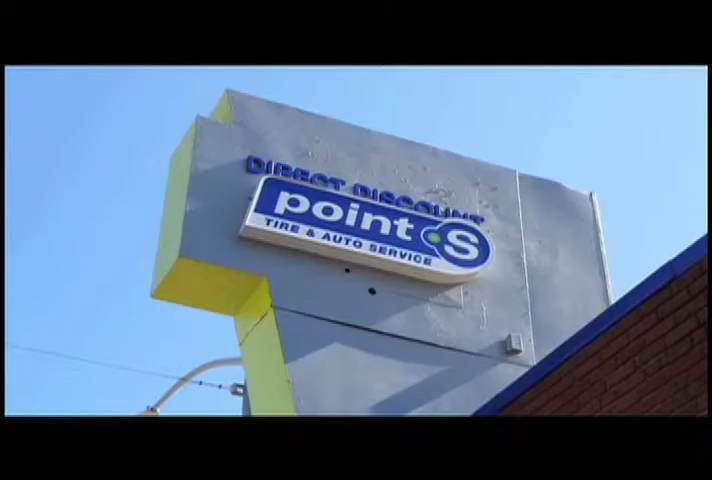 DIRECT DISCOUNT
point S
TIRE & AUTO SERVICE